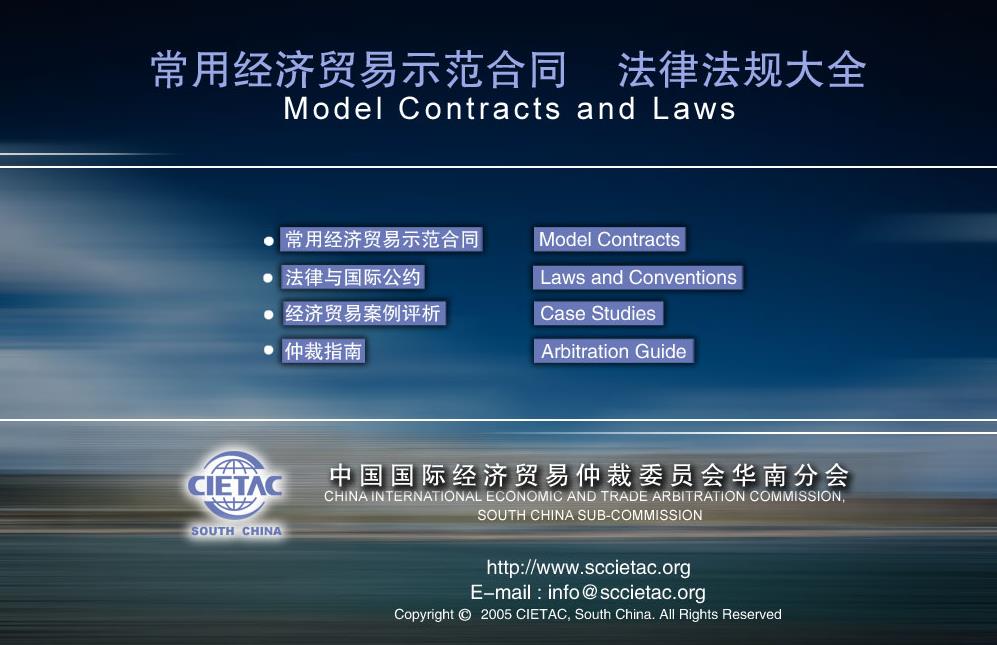 常用经济贸易示范合同 法律法规大全
Model Contracts and Laws
常用经济贸易示范合同 Model Contracts
法律与国际公约 Laws and Conventions
经济贸易案例评析 Case Studies
仲裁指南 Arbitration Guide
CIETAC
SOUTH CHINA
中国国际经济贸易仲裁委员会华南分会
CHINA INTERNATIONAL ECONOMIC AND TRADE ARBITRATION COMMISSION,
SOUTH CHINA SUB-COMMISSION
http://www.sccietac.org
E-mail : info@sccietac.org
Copyright © 2005 CIETAC, South China. All Rights Reserved